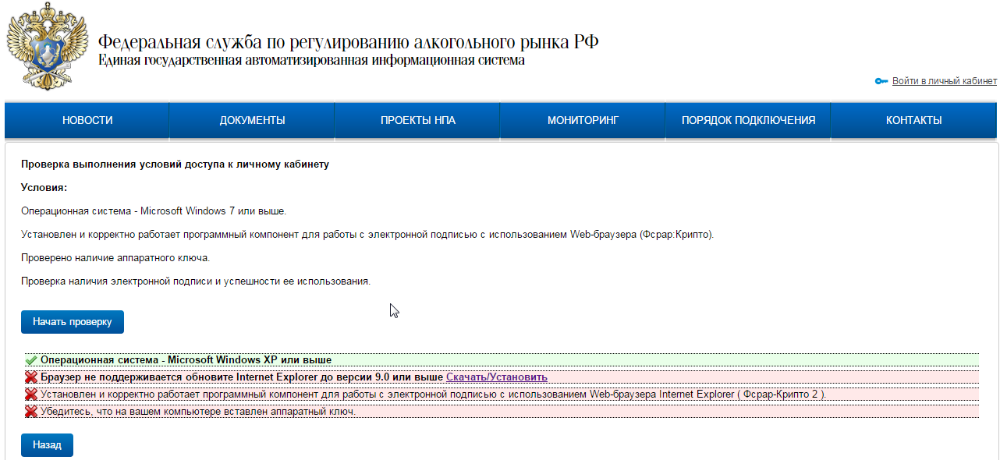 Федеральная служба по регулированию алкогольного рынка РФ
Единая государственная автоматизированная информационная система
Войти в личный кабинет
НОВОСТИ ДОКУМЕНТЫ ПРОЕКТЫ НПА МОНИТОРИНГ ПОРЯДОК ПОДКЛЮЧЕНИЯ КОНТАКТЫ
Проверка выполнения условий доступа к личному кабинету
Условия:
Операционная система - Microsoft Windows 7 или выше.
Установлен и корректно работает программный компонент для работы с электронной подписью с использованием Web-браузера (Фсрар:Крипто).
Проверено наличие аппаратного ключа.
Проверка наличия электронной подписи и успешности ее использования.
Начать проверку
Операционная система - Microsoft Windows XP или выше
Браузер не поддерживается обновите Internet Explorer до версии 9.0 или выше Скачать/Установить
Установлен и корректно работает программный компонент для работы с электронной подписью с использованием Web-браузера Internet Explorer ( Фсрар-Крипто 2 ).
Убедитесь, что на вашем компьютере вставлен аппаратный ключ.
Назад